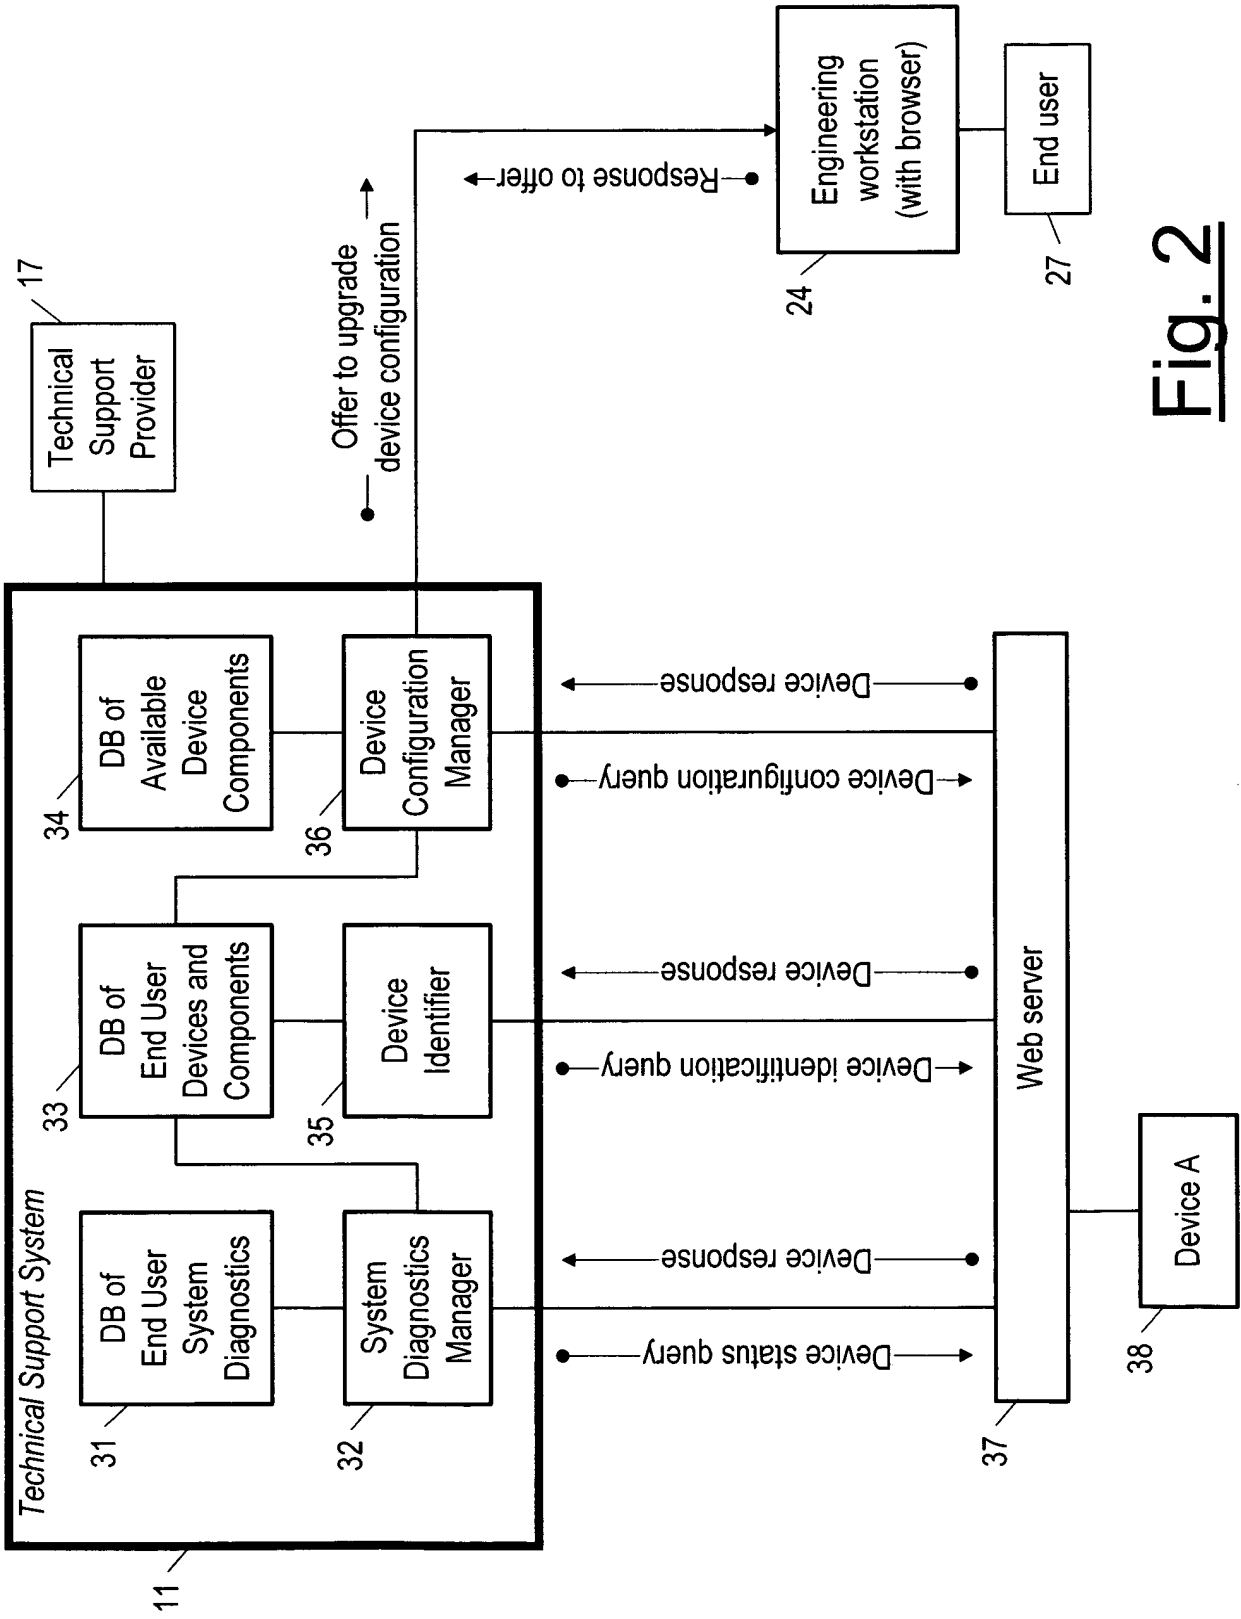 Technical Support System
11
DB of
End User
System
Diagnostics
31
System
Diagnostics
Manager
32
DB of
End User
Devices and
Components
33
Device
Identifier
35
DB of
Available
Device
Components
34
Device
Configuration
Manager
36
Technical
Support
Provider
17
Offer to upgrade
device configuration
Response to offer
Engineering
workstation
(with browser)
24
End user
27
Device status query
Device response
Device identification query
Device response
Device configuration query
Device response
Web server
37
Device A
38
Fig. 2